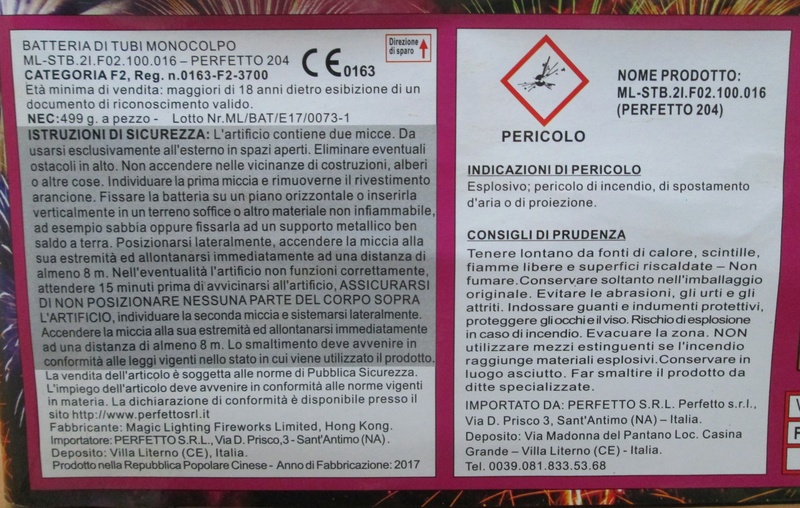 BATTERIA DI TUBI MONOCOLPO
ML-STB.2I.F02.100.016 – PERFETTO 204
CATEGORIA F2, Reg. n.0163-F2-3700
CE 0163
Direzione
di sparo
Età minima di vendita: maggiori di 18 anni dietro esibizione di un
documento di riconoscimento valido.
NEC:499 g. a pezzo - Lotto Nr.ML/BAT/E17/0073-1
ISTRUZIONI DI SICUREZZA: L'artificio contiene due micce. Da
usarsi esclusivamente all'esterno in spazi aperti. Eliminare eventuali
ostacoli in alto. Non accendere nelle vicinanze di costruzioni, alberi
o altre cose. Individuare la prima miccia e rimuoverne il rivestimento
arancione. Fissare la batteria su un piano orizzontale o inserirla
verticalmente in un terreno soffice o altro materiale non infiammabile,
ad esempio sabbia oppure fissarla ad un supporto metallico ben
saldo a terra. Posizionarsi lateralmente, accendere la miccia alla
sua estremità ed allontanarsi immediatamente ad una distanza di
almeno 8 m. Nell'eventualità l'artificio non funzioni correttamente,
attendere 15 minuti prima di avvicinarsi all'artificio, ASSICURARSI
DI NON POSIZIONARE NESSUNA PARTE DEL CORPO SOPRA
L'ARTIFICIO, individuare la seconda miccia e sistemarsi lateralmente.
Accendere la miccia alla sua estremità ed allontanarsi immediatamente
ad una distanza di almeno 8 m. Lo smaltimento deve avvenire in
conformità alle leggi vigenti nello stato in cui viene utilizzato il prodotto.
La vendita dell'articolo è soggetta alle norme di Pubblica Sicurezza.
L'impiego dell'articolo deve avvenire in conformità alle norme vigenti
in materia. La dichiarazione di conformità è disponibile presso il
sito http://www.perfettosrl.it
Fabbricante: Magic Lighting Fireworks Limited, Hong Kong.
Importatore: PERFETTO S.R.L., Via D. Prisco,3 - Sant'Antimo (NA).
Deposito: Villa Literno (CE), Italia.
Prodotto nella Repubblica Popolare Cinese - Anno di Fabbricazione: 2017
PERICOLO
NOME PRODOTTO:
ML-STB.2I.F02.100.016
(PERFETTO 204)
INDICAZIONI DI PERICOLO
Esplosivo; pericolo di incendio, di spostamento
d'aria o di proiezione.
CONSIGLI DI PRUDENZA
Tenere lontano da fonti di calore, scintille,
fiamme libere e superfici riscaldate – Non
fumare.Conservare soltanto nell'imballaggio
originale. Evitare le abrasioni, gli urti e gli
attriti. Indossare guanti e indumenti protettivi,
proteggere gli occhi e il viso. Rischio di esplosione
in caso di incendio. Evacuare la zona. NON
utilizzare mezzi estinguenti se l'incendio
raggiunge materiali esplosivi.Conservare in
luogo asciutto. Far smaltire il prodotto da
ditte specializzate.
IMPORTATO DA: PERFETTO S.R.L. Perfetto s.r.l.,
Via D. Prisco 3, Sant'Antimo (NA) – Italia.
Deposito: Via Madonna del Pantano Loc. Casina
Grande – Villa Literno (CE) - Italia.
Tel. 0039.081.833.53.68